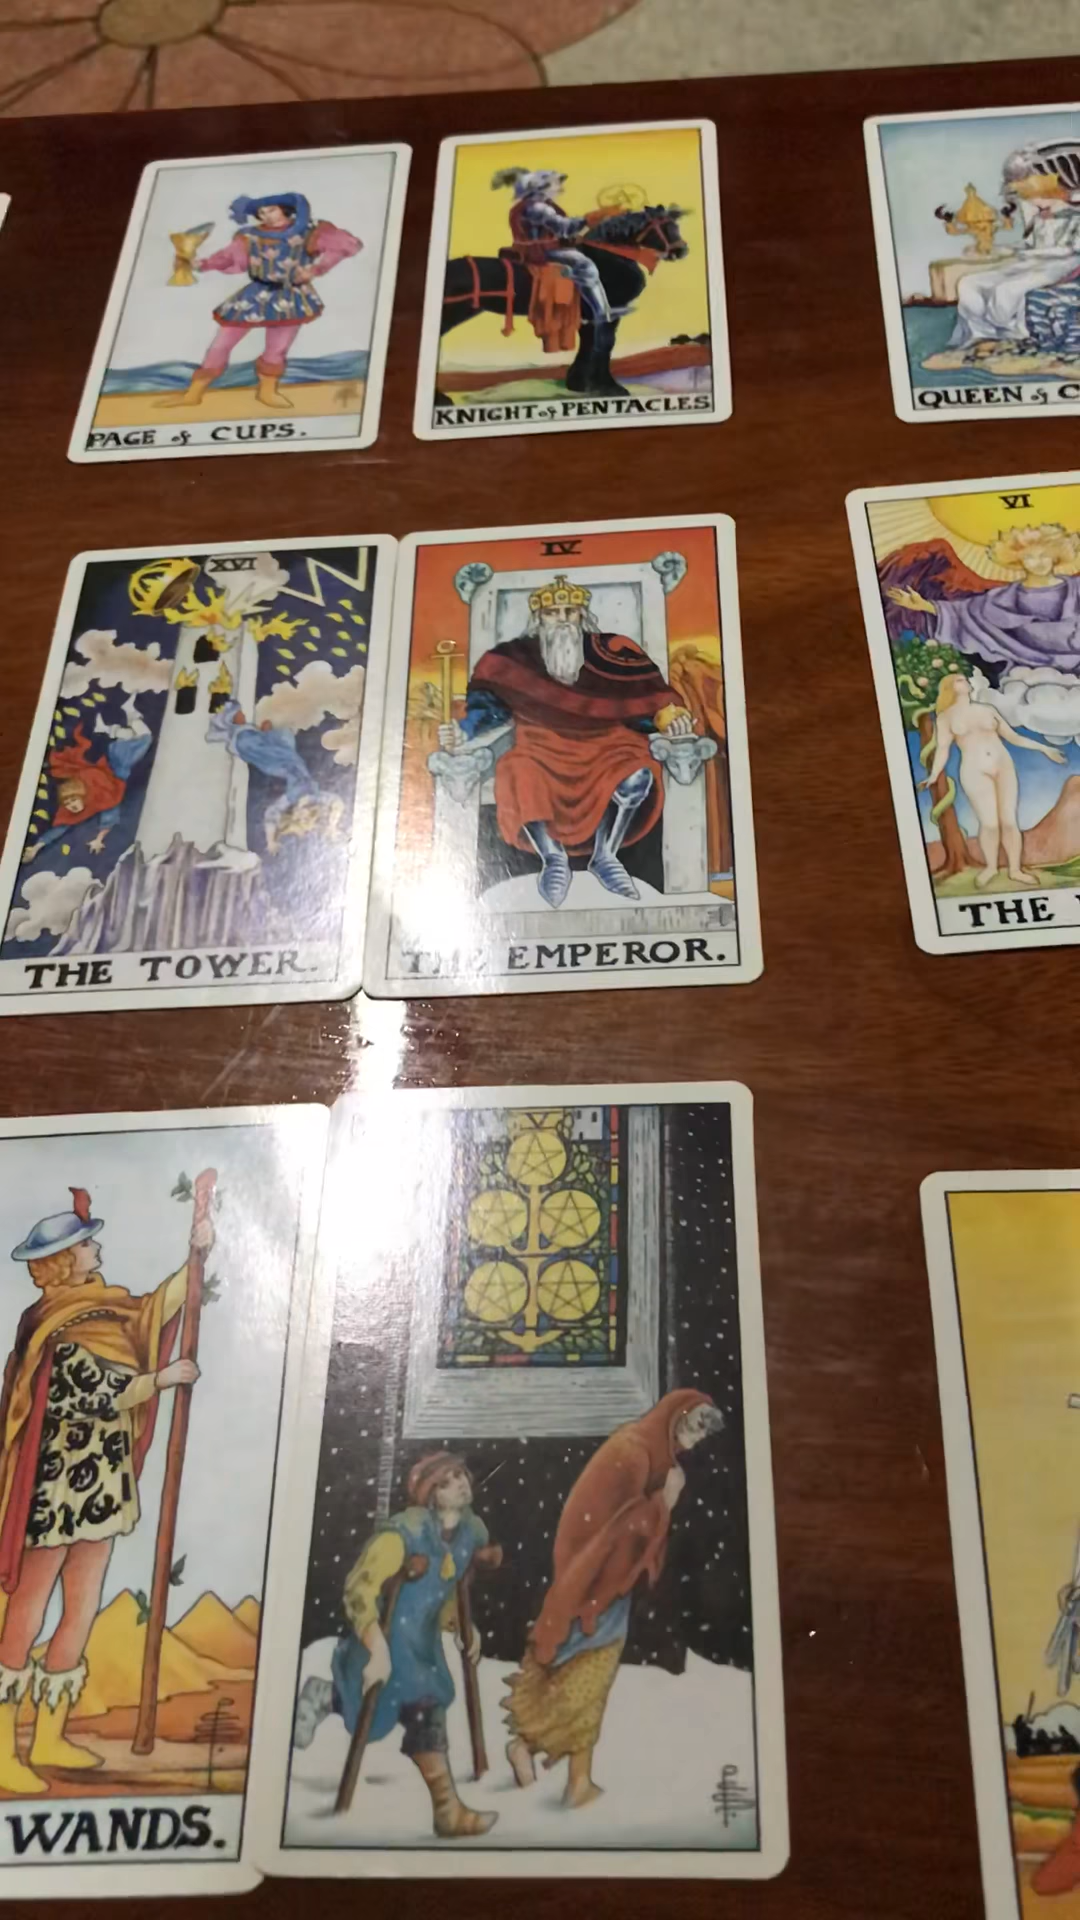 PAGE of CUPS.
KNIGHT of PENTACLES
QUEEN of C
XVI
IV
VI
THE TOWER.
THE EMPEROR.
THE
V
WANDS.